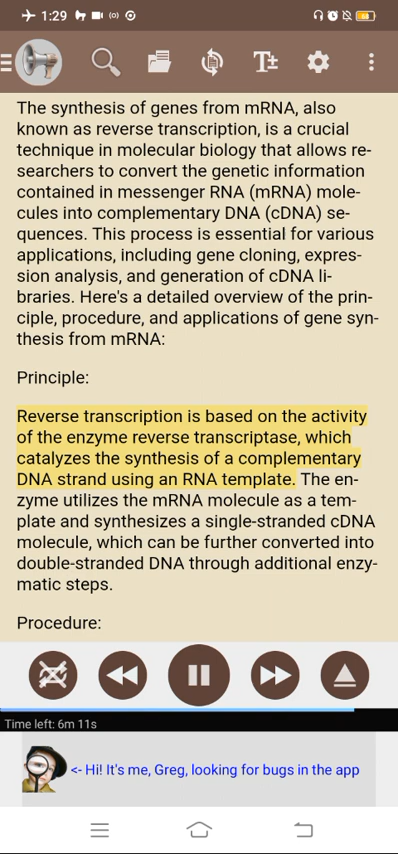 1:29
T±
The synthesis of genes from mRNA, also
known as reverse transcription, is a crucial
technique in molecular biology that allows re-
searchers to convert the genetic information
contained in messenger RNA (mRNA) mole-
cules into complementary DNA (cDNA) se-
quences. This process is essential for various
applications, including gene cloning, expres-
sion analysis, and generation of cDNA li-
braries. Here's a detailed overview of the prin-
ciple, procedure, and applications of gene syn-
thesis from mRNA:
Principle:
Reverse transcription is based on the activity
of the enzyme reverse transcriptase, which
catalyzes the synthesis of a complementary
DNA strand using an RNA template. The en-
zyme utilizes the mRNA molecule as a tem-
plate and synthesizes a single-stranded cDNA
molecule, which can be further converted into
double-stranded DNA through additional enzy-
matic steps.
Procedure:
Time left: 6m 11s
<- Hi! It's me, Greg, looking for bugs in the app